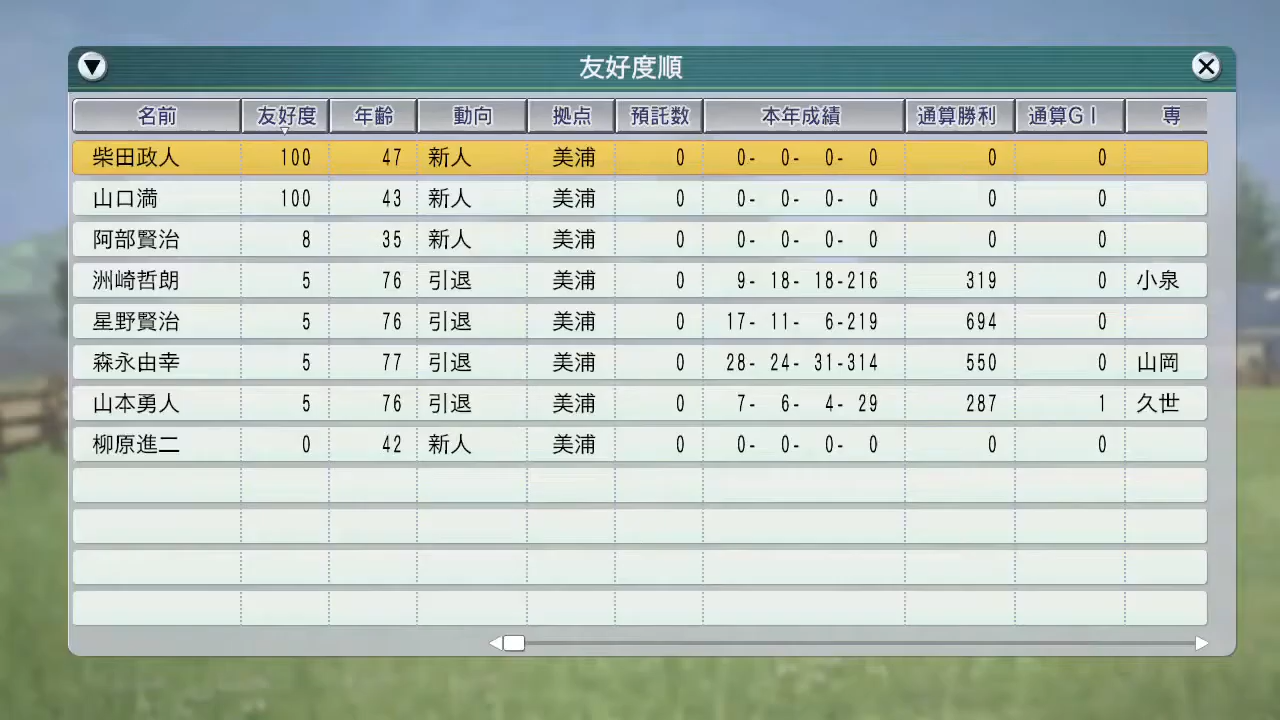 友好度順
名前 友好度 年齢 動向 拠点 預託数 本年成績 通算勝利 通算GⅠ 専
柴田政人 100 47 新人 美浦 0 0- 0- 0- 0 0 0
山口満 100 43 新人 美浦 0 0- 0- 0- 0 0 0
阿部賢治 8 35 新人 美浦 0 0- 0- 0- 0 0 0
洲崎哲朗 5 76 引退 美浦 0 9- 18- 18-216 319 0 小泉
星野賢治 5 76 引退 美浦 0 17- 11- 6-219 694 0
森永由幸 5 77 引退 美浦 0 28- 24- 31-314 550 0 山岡
山本勇人 5 76 引退 美浦 0 7- 6- 4- 29 287 1 久世
柳原進二 0 42 新人 美浦 0 0- 0- 0- 0 0 0